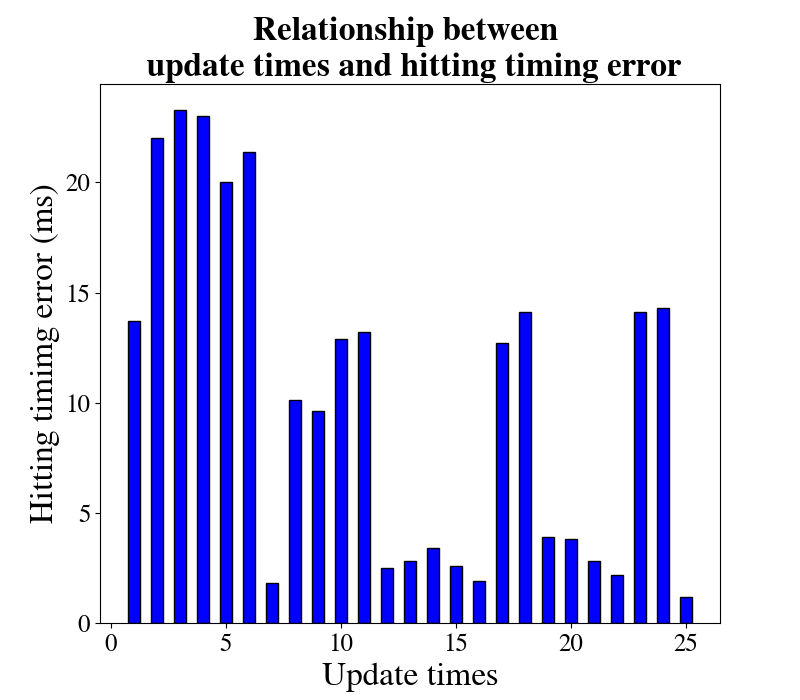 Relationship between
update times and hitting timing error
Hitting timimg error (ms)
20
15
10
5
0
0 5 10 15 20 25
Update times